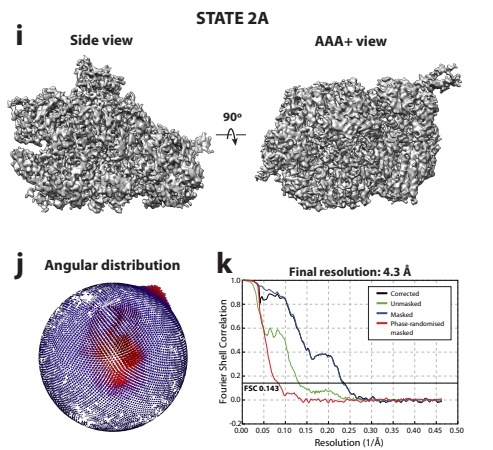 STATE 2A
i
Side view
AAA+ view
90º
j
Angular distribution
k
Final resolution: 4.3 Å
Fourier Shell Correlation
1.0
0.8
0.6
0.4
0.2
0.0
-0.2
Corrected
Unmasked
Masked
Phase-randomised
masked
FSC 0.143
0.00 0.05 0.10 0.15 0.20 0.25 0.30 0.35 0.40 0.45 0.50
Resolution (1/Å)